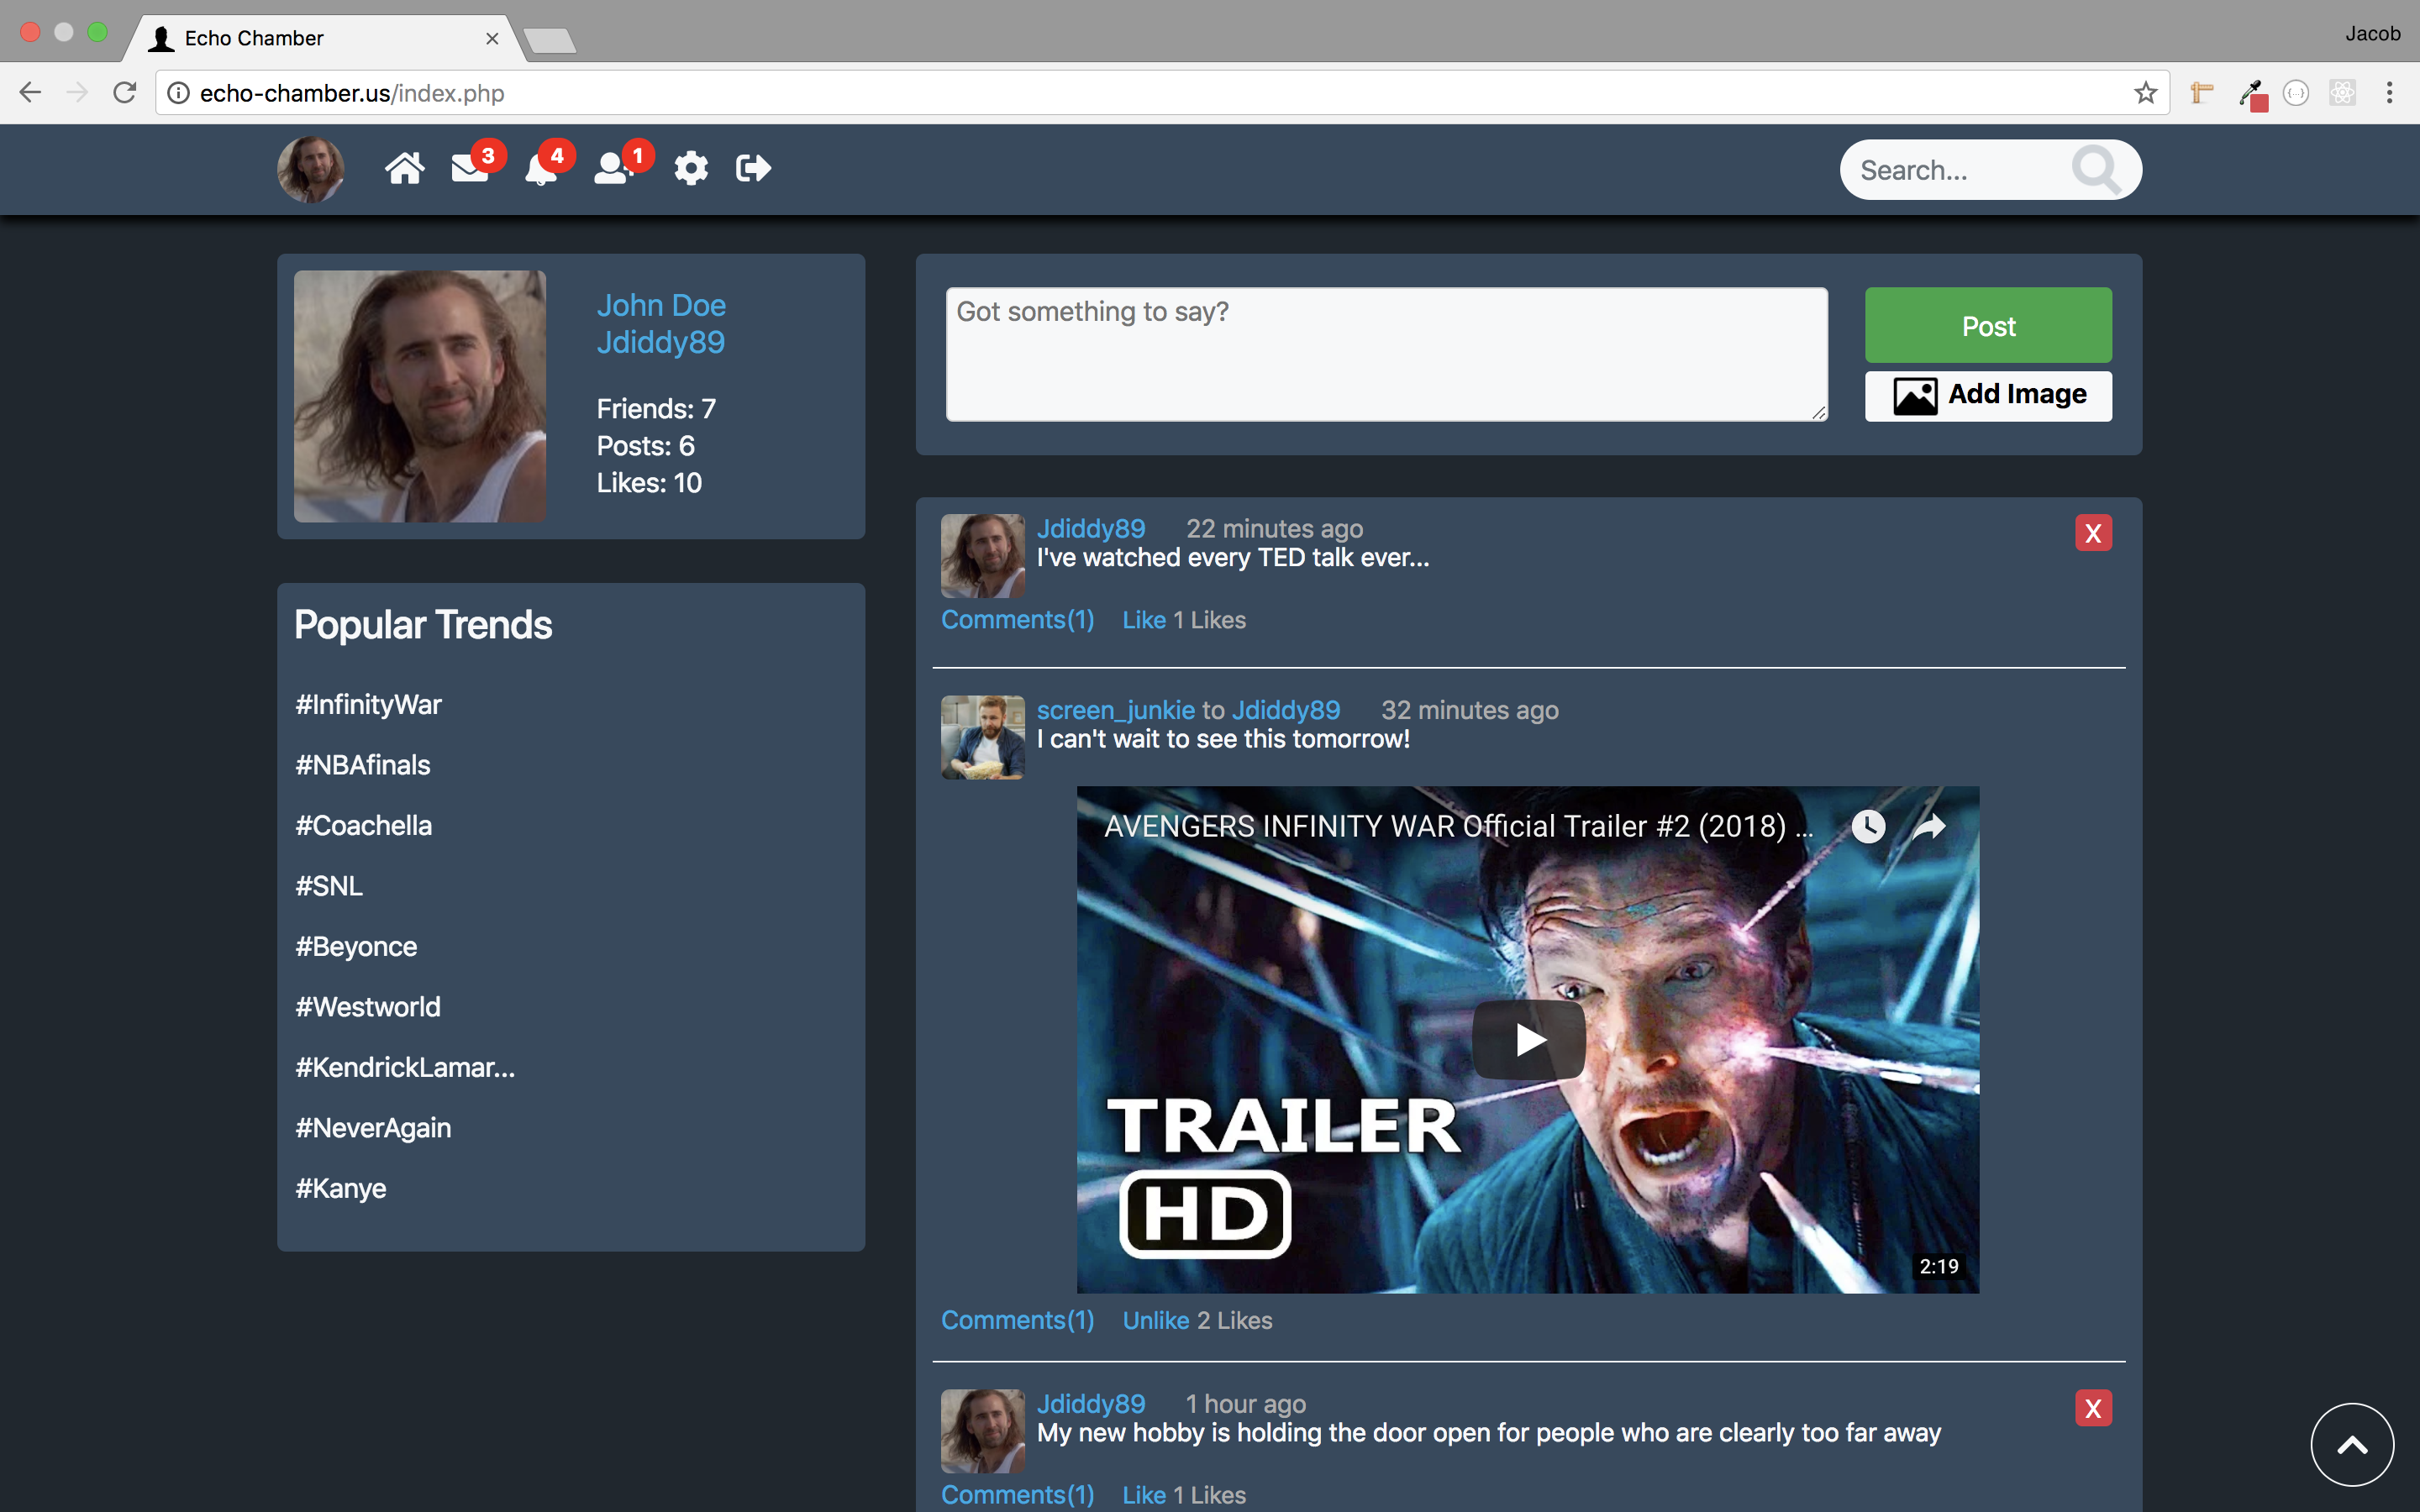 Echo Chamber
Jacob
echo-chamber.us/index.php
3
4
1
Search...
John Doe
Jdiddy89
Friends: 7
Posts: 6
Likes: 10
Popular Trends
#InfinityWar
#NBAfinals
#Coachella
#SNL
#Beyonce
#Westworld
#KendrickLamar...
#NeverAgain
#Kanye
Got something to say?
Post
Add Image
Jdiddy89 22 minutes ago
X
I've watched every TED talk ever...
Comments(1) Like 1 Likes
screen_junkie to Jdiddy89 32 minutes ago
I can't wait to see this tomorrow!
AVENGERS INFINITY WAR Official Trailer #2 (2018) ...
TRAILER
HD
2:19
Comments(1) Unlike 2 Likes
Jdiddy89 1 hour ago
X
My new hobby is holding the door open for people who are clearly too far away
Comments(1) Like 1 Likes